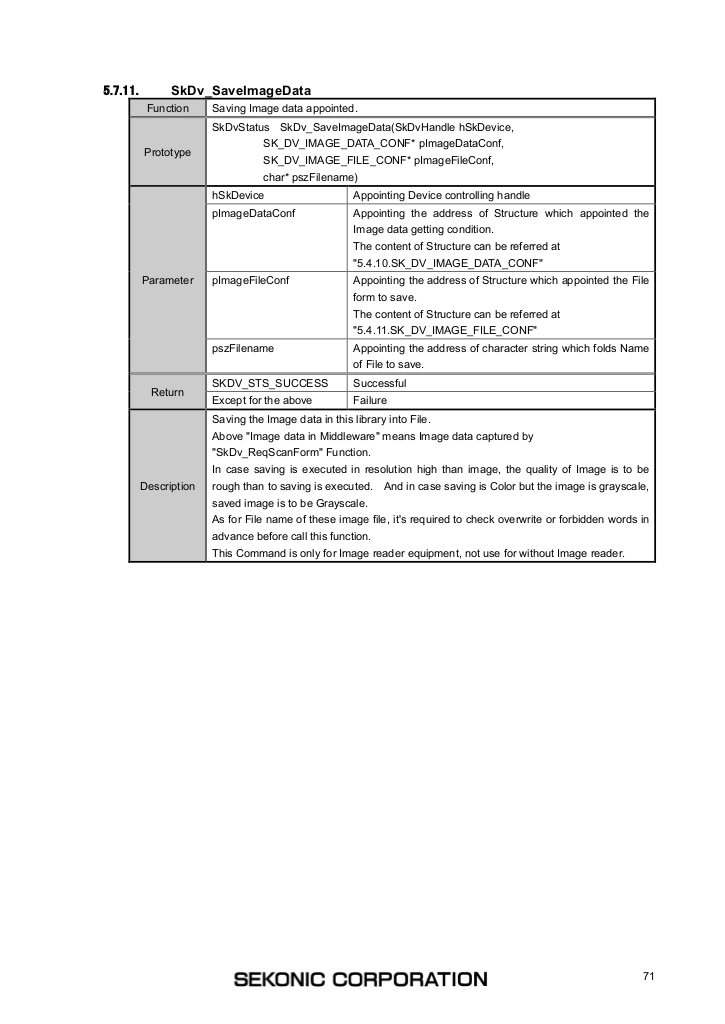 5.7.11. SkDv_SaveImageData
Function Saving Image data appointed.
Prototype
SkDvStatus SkDv_SaveImageData(SkDvHandle hSkDevice,
SK_DV_IMAGE_DATA_CONF* pImageDataConf,
SK_DV_IMAGE_FILE_CONF* pImageFileConf,
char* pszFilename)
Parameter
hSkDevice Appointing Device controlling handle
pImageDataConf Appointing the address of Structure which appointed the
Image data getting condition.
The content of Structure can be referred at
"5.4.10.SK_DV_IMAGE_DATA_CONF"
pImageFileConf Appointing the address of Structure which appointed the File
form to save.
The content of Structure can be referred at
"5.4.11.SK_DV_IMAGE_FILE_CONF"
pszFilename Appointing the address of character string which folds Name
of File to save.
Return
SKDV_STS_SUCCESS Successful
Except for the above Failure
Description
Saving the Image data in this library into File.
Above "Image data in Middleware" means Image data captured by
"SkDv_ReqScanForm" Function.
In case saving is executed in resolution high than image, the quality of Image is to be
rough than to saving is executed. And in case saving is Color but the image is grayscale,
saved image is to be Grayscale.
As for File name of these image file, it's required to check overwrite or forbidden words in
advance before call this function.
This Command is only for Image reader equipment, not use for without Image reader.
SEKONIC CORPORATION
71